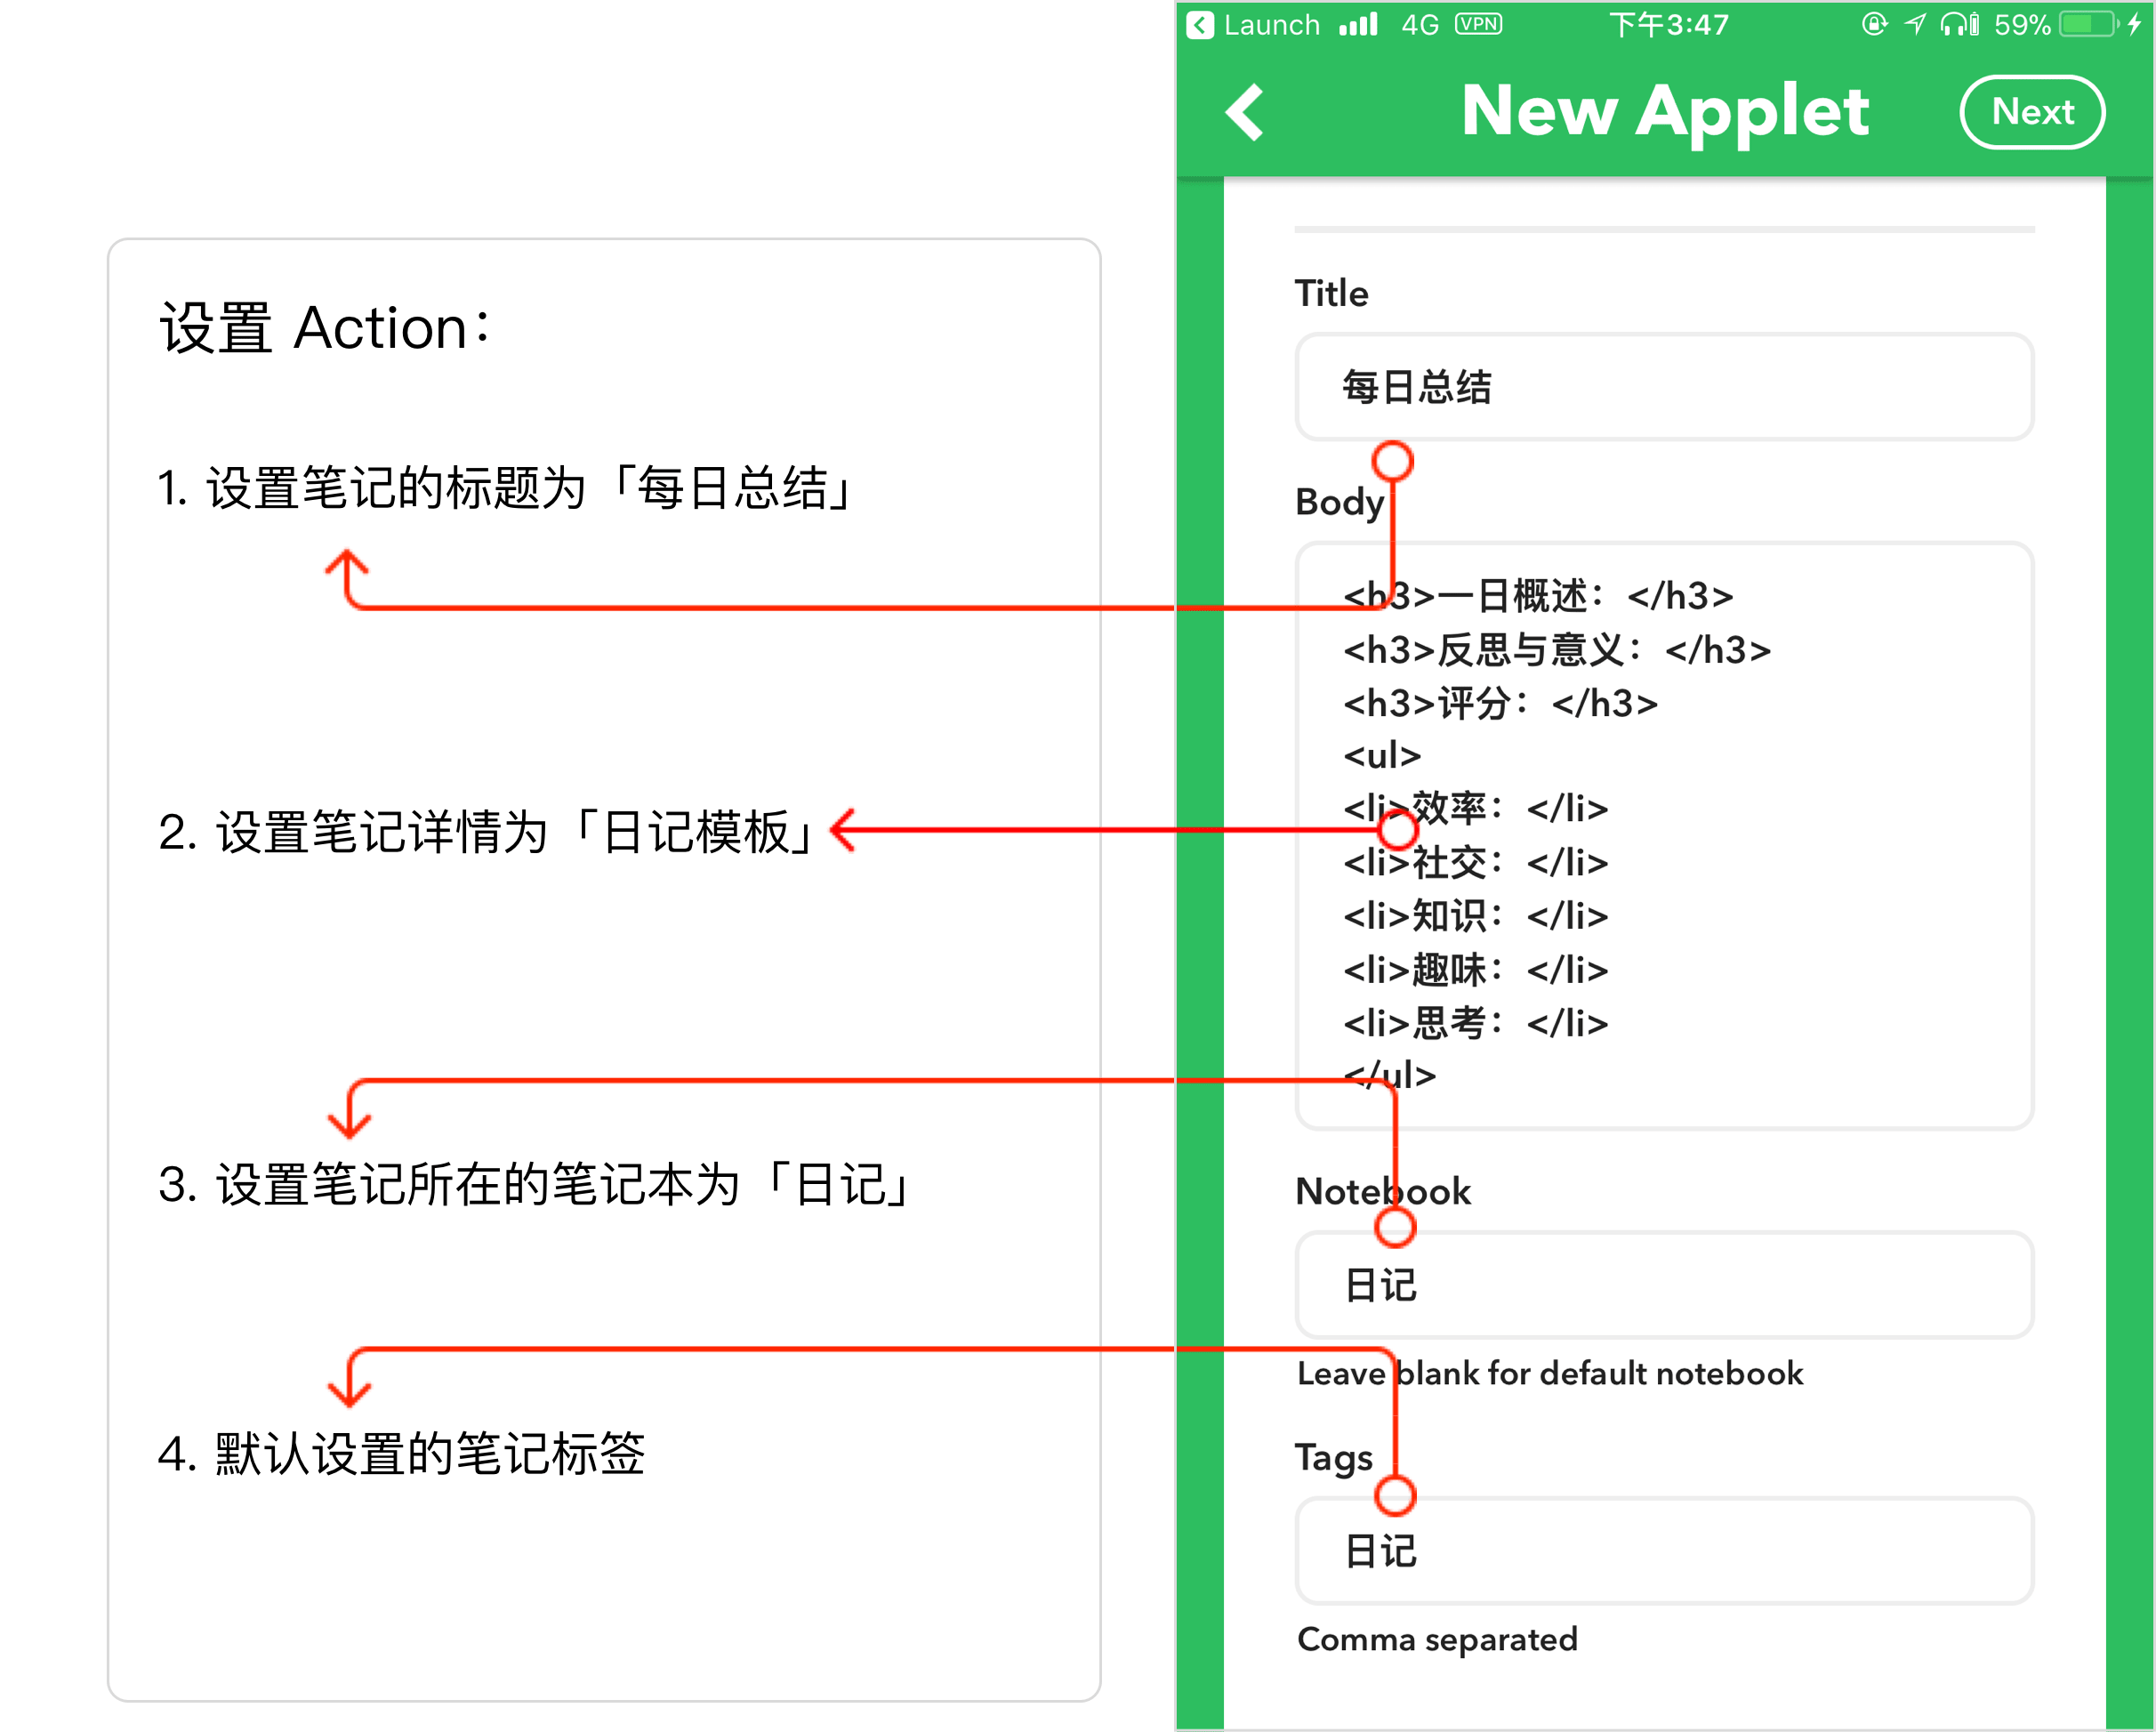 设置 Action：
1. 设置笔记的标题为「每日总结」
2. 设置笔记详情为「日记模板」
3. 设置笔记所在的笔记本为「日记」
4. 默认设置的笔记标签
Launch 4G VPN 下午3:47 59%
New Applet Next
Title
每日总结
Body
<h3>一日概述：</h3>
<h3>反思与意义：</h3>
<h3>评分：</h3>
<ul>
<li>效率：</li>
<li>社交：</li>
<li>知识：</li>
<li>趣味：</li>
<li>思考：</li>
</ul>
Notebook
日记
Leave blank for default notebook
Tags
日记
Comma separated